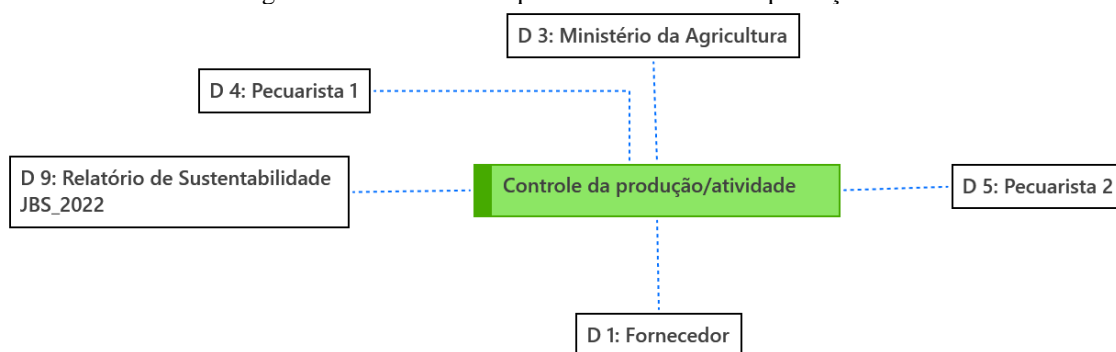 D 3: Ministério da Agricultura
D 4: Pecuarista 1
D 9: Relatório de Sustentabilidade
JBS_2022
Controle da produção/atividade
D 5: Pecuarista 2
D 1: Fornecedor